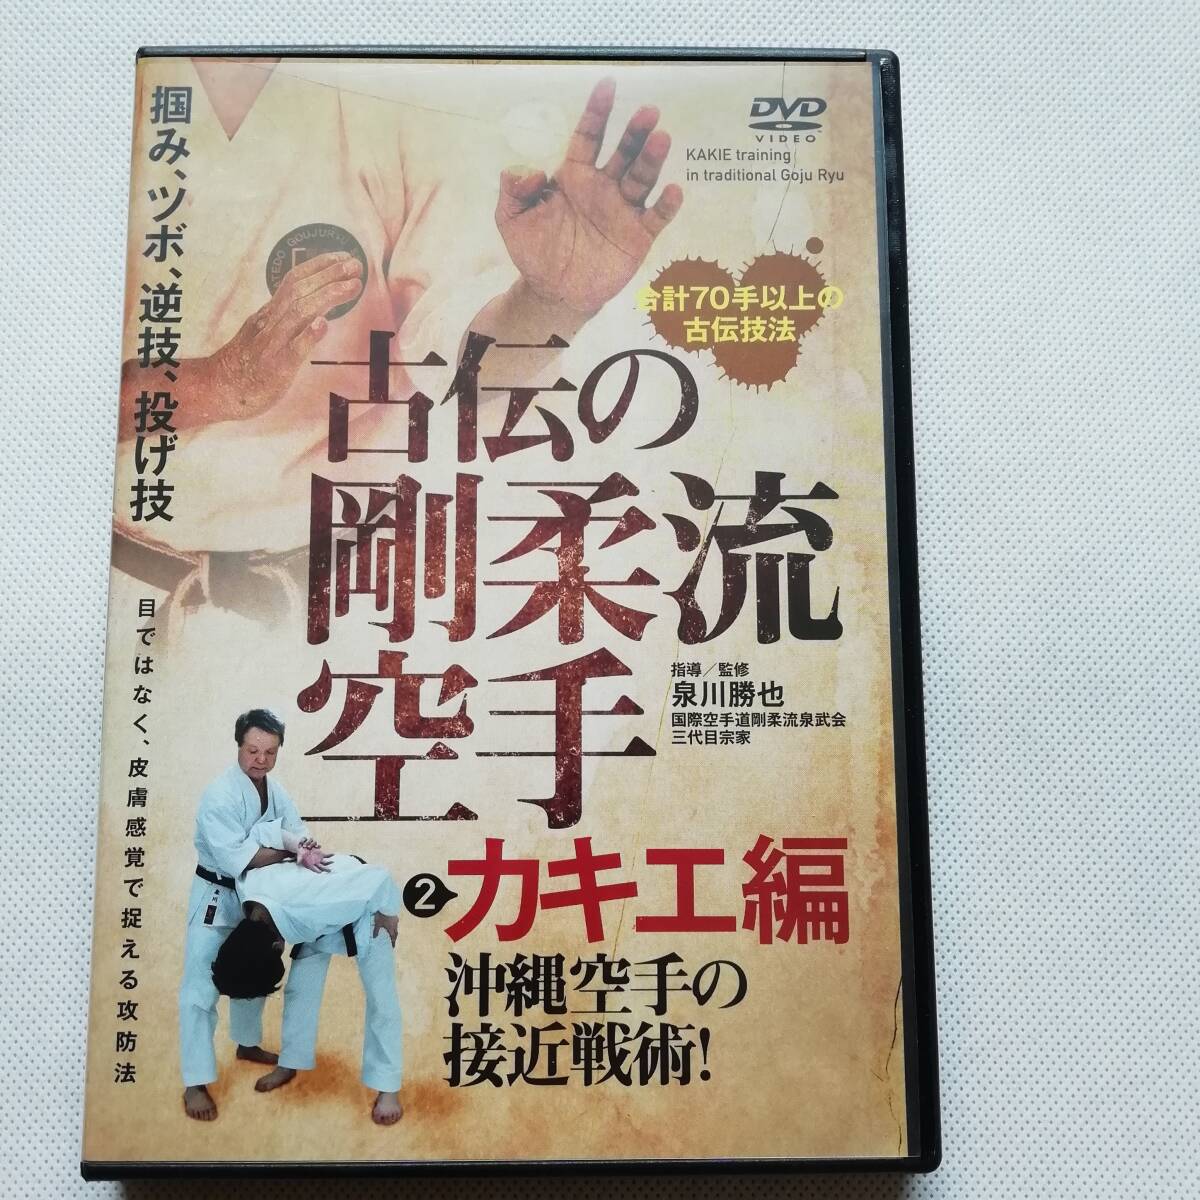 掴み、ツボ、逆技、投げ技
DVD
VIDEO
KAKIE training
in traditional Goju Ryu
合計70手以上の
古伝技法
古伝の
剛柔流
空手
指導／監修
泉川勝也
国際空手道剛柔流泉武会
三代目宗家
目ではなく、皮膚感覚で捉える攻防法
2
カキエ編
沖縄空手の
接近戦術!